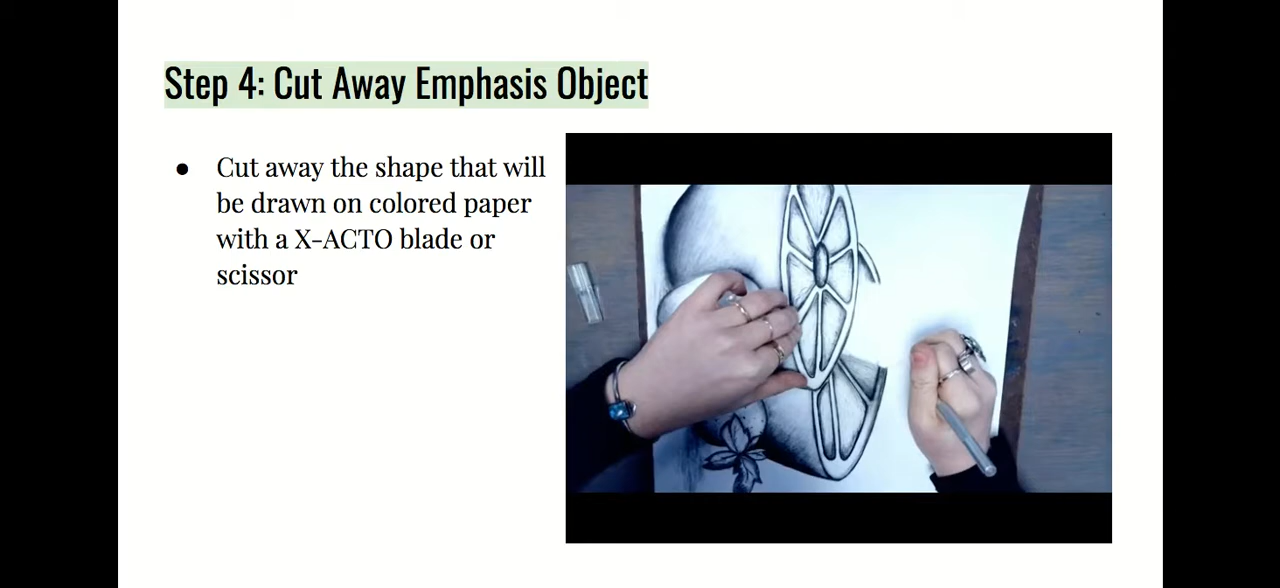 Step 4: Cut Away Emphasis Object
● Cut away the shape that will
be drawn on colored paper
with a X-ACTO blade or
scissor